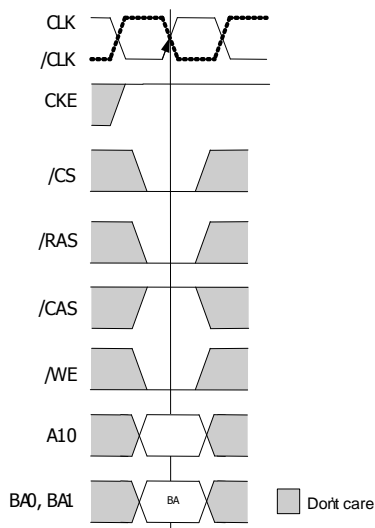 CLK
/CLK
CKE
/CS
/RAS
/CAS
/WE
A10
BA0, BA1
BA
Don't care